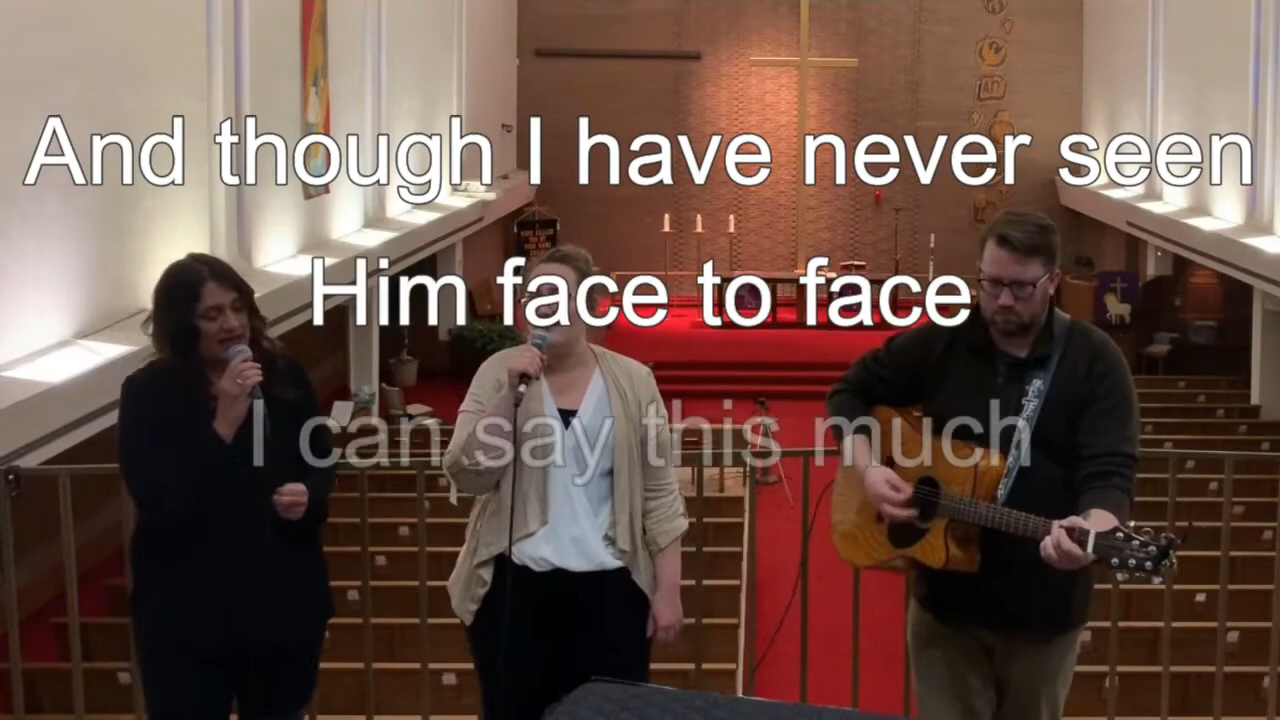 And though I have never seen
Him face to face
I can say this much